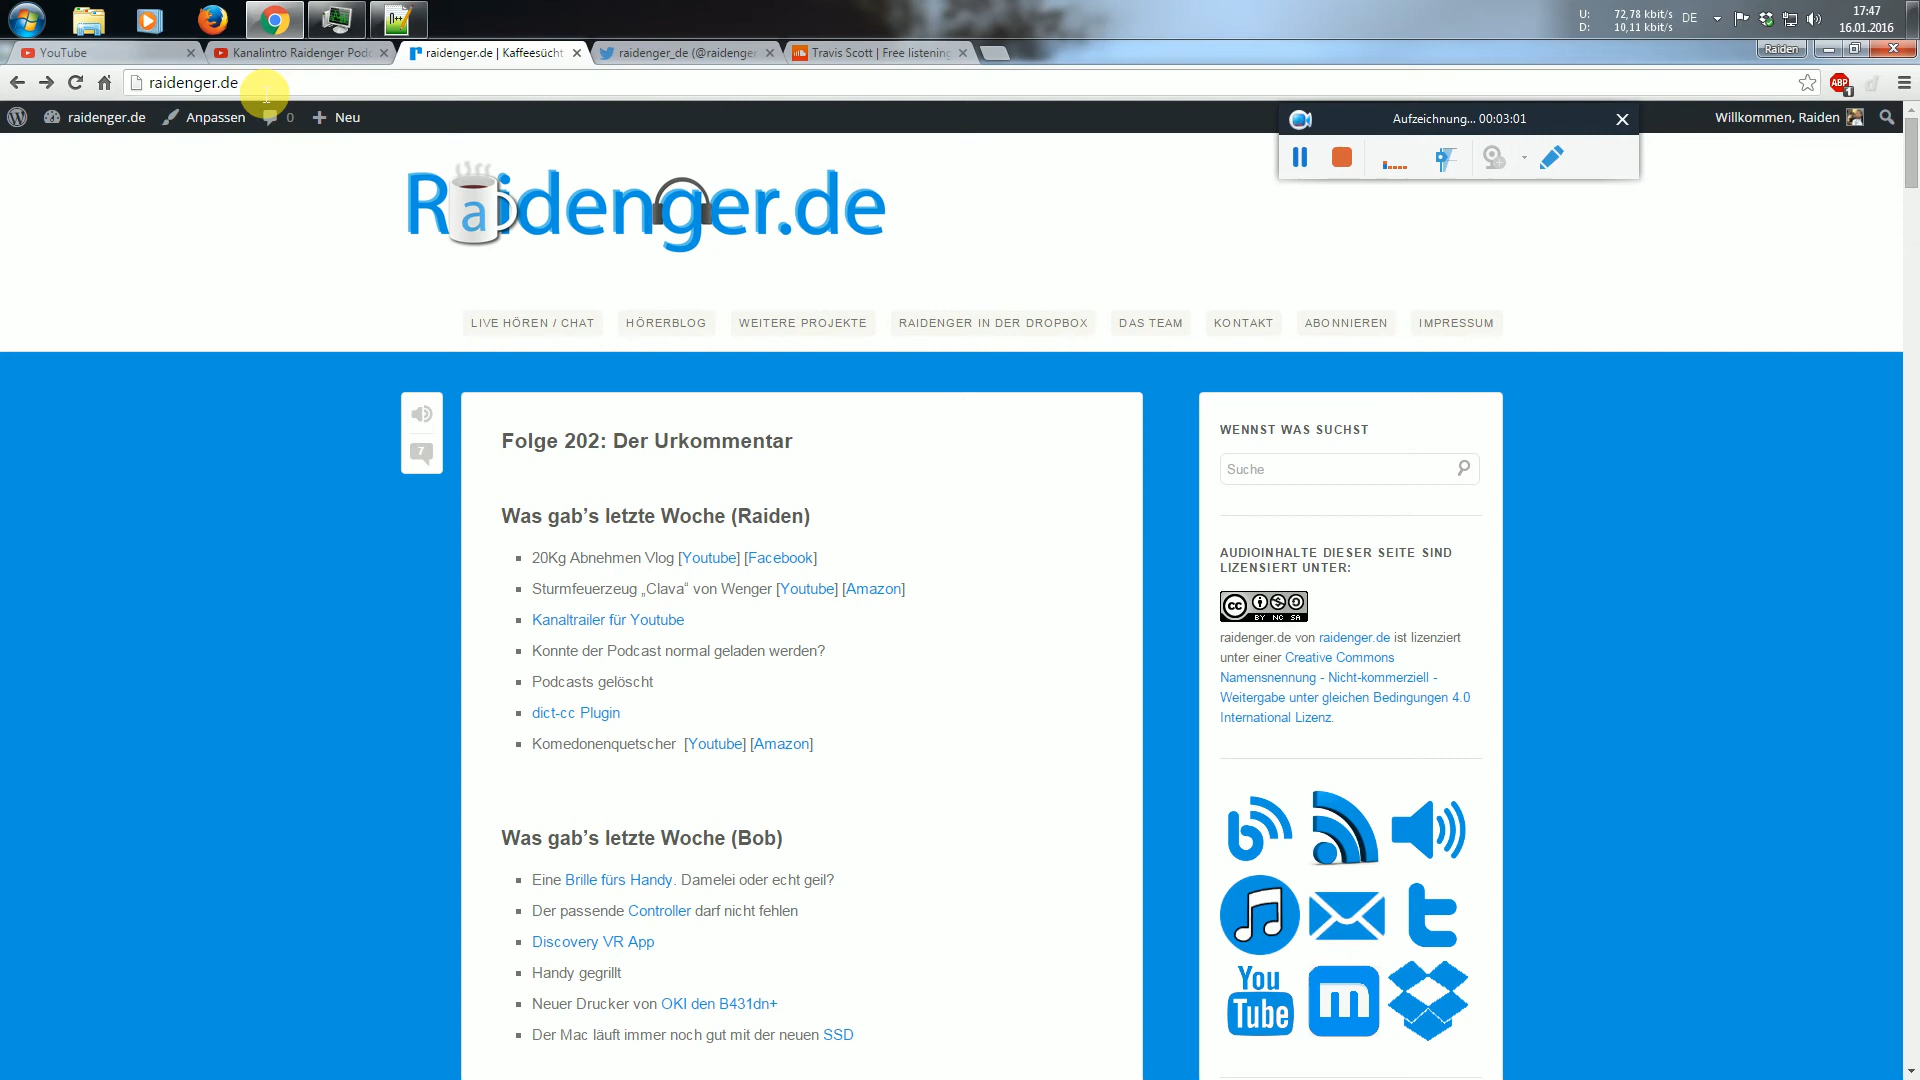 U: 72,78 kbit/s
D: 10,11 kbit/s
DE
17:47
16.01.2016
YouTube
Kanalintro Raidenger Pod
raidenger.de | Kaffeesücht
raidenger_de (@raidenger
Travis Scott | Free listening
Raiden
raidenger.de
ABP
1
raidenger.de
Anpassen
0
Neu
Aufzeichnung... 00:03:01
Willkommen, Raiden
Raidenger.de
LIVE HÖREN / CHAT
HÖRERBLOG
WEITERE PROJEKTE
RAIDENGER IN DER DROPBOX
DAS TEAM
KONTAKT
ABONNIEREN
IMPRESSUM
7
Folge 202: Der Urkommentar
Was gab's letzte Woche (Raiden)
20Kg Abnehmen Vlog [Youtube] [Facebook]
Sturmfeuerzeug „Clava“ von Wenger [Youtube] [Amazon]
Kanaltrailer für Youtube
Konnte der Podcast normal geladen werden?
Podcasts gelöscht
dict-cc Plugin
Komedonenquetscher [Youtube] [Amazon]
Was gab's letzte Woche (Bob)
Eine Brille fürs Handy. Damelei oder echt geil?
Der passende Controller darf nicht fehlen
Discovery VR App
Handy gegrillt
Neuer Drucker von OKI den B431dn+
Der Mac läuft immer noch gut mit der neuen SSD
WENNST WAS SUCHST
Suche
AUDIOINHALTE DIESER SEITE SIND
LIZENSIERT UNTER:
cc
BY NC SA
raidenger.de von raidenger.de ist lizenziert
unter einer Creative Commons
Namensnennung - Nicht-kommerziell -
Weitergabe unter gleichen Bedingungen 4.0
International Lizenz.
You
Tube